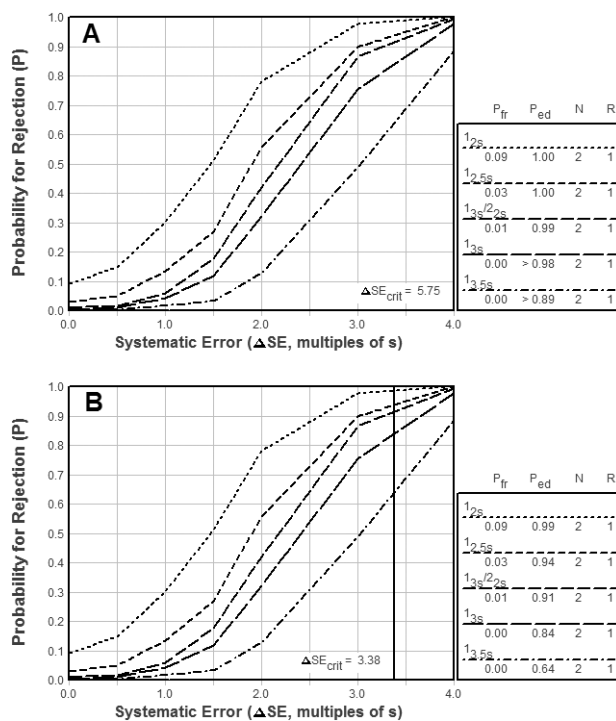 A
Probability for Rejection (P)
1.0
0.9
0.8
0.7
0.6
0.5
0.4
0.3
0.2
0.1
0.0
0.0 1.0 2.0 3.0 4.0
ΔSEcrit = 5.75
Systematic Error (ΔSE, multiples of s)
Pfr Ped N R
12s
0.09 1.00 2 1
12.5s
0.03 1.00 2 1
13s/22s
0.01 0.99 2 1
13s
0.00 > 0.98 2 1
13.5s
0.00 > 0.89 2 1
B
Probability for Rejection (P)
1.0
0.9
0.8
0.7
0.6
0.5
0.4
0.3
0.2
0.1
0.0
0.0 1.0 2.0 3.0 4.0
ΔSEcrit = 3.38
Systematic Error (ΔSE, multiples of s)
Pfr Ped N R
12s
0.09 0.99 2 1
12.5s
0.03 0.94 2 1
13s/22s
0.01 0.91 2 1
13s
0.00 0.84 2 1
13.5s
0.00 0.64 2 1